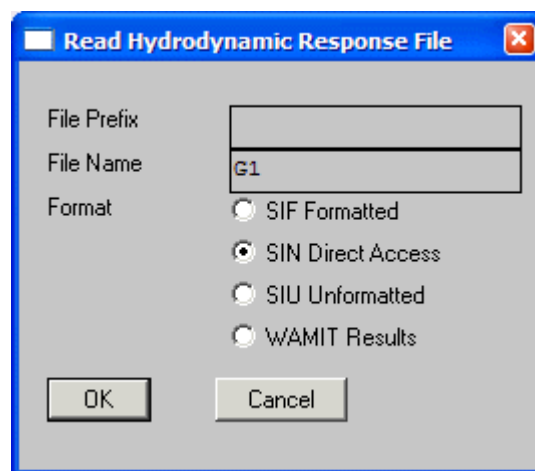 Read Hydrodynamic Response File
File Prefix
File Name G1
Format SIF Formatted
SIN Direct Access
SIU Unformatted
WAMIT Results
OK Cancel